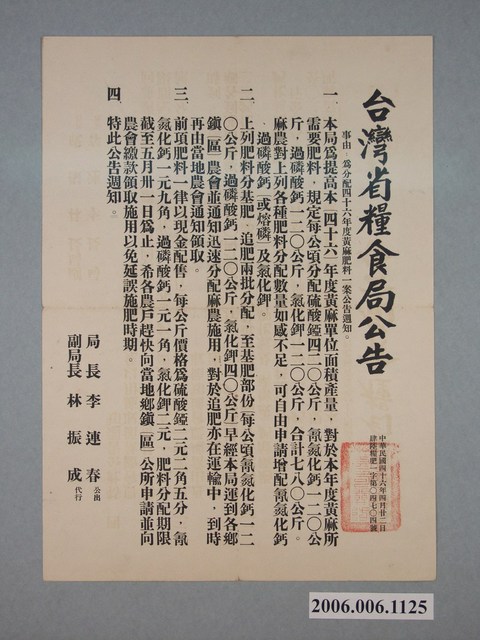 台灣省糧食局公告
中華民國四十六年四月廿二日
肆陸糧肥一字第〇四七〇四號
事由：為分配四十六年度黃麻肥料一案公告週知。
一、本局為提高本（四十六）年度黃麻單位面積產量，對於本年度黃麻所
需要肥料，規定每公頃分配硫酸錏四二〇公斤，氰氮化鈣一二〇公
斤，過磷酸鈣一二〇公斤，氯化鉀一二〇公斤，合計七八〇公斤。
麻農對上列各種肥料分配數量如感不足，可自由申請增配氰氮化鈣
、過磷酸鈣（或熔磷）及氯化鉀。
二、上列肥料分基肥、追肥兩批分配，至基肥部份（每公頃氰氮化鈣一二
〇公斤，過磷酸鈣一二〇公斤，氯化鉀四〇公斤）早經本局運到各鄉
鎮（區）農會並通知迅速分配麻農施用，對於追肥亦在運輸中，到時
再由當地農會通知領取。
三、前項肥料一律以現金配售，每公斤價格為硫酸錏二元二角五分，氰
氮化鈣一元九角，過磷酸鈣一元一角，氯化鉀二元，肥料分配期限
截至五月卅一日為止，希各農戶趕快向當地鄉鎮（區）公所申請並向
農會繳款領取施用以免延誤施肥時期。
四、特此公告週知。
局長 李連春 公出
副局長 林振成 代行
2006.006.1125